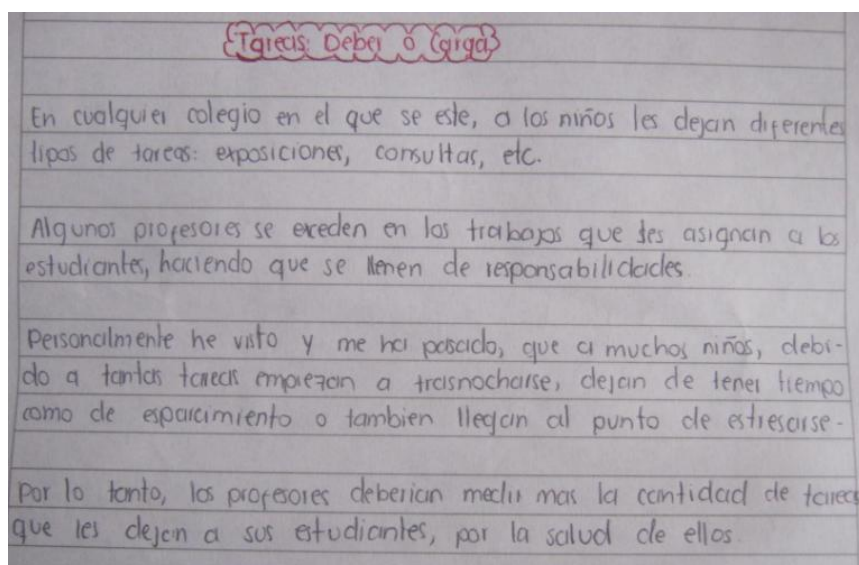 Tareas: Deber o Carga
En cualquier colegio en el que se este, a los niños les dejan diferentes
tipos de tareas: exposiciones, consultas, etc.
Algunos profesores se exceden en los trabajos que les asignan a los
estudiantes, haciendo que se llenen de responsabilidades.
Personalmente he visto y me ha pasado, que a muchos niños, debi-
do a tantas tareas empiezan a trasnocharse, dejan de tener tiempo
como de esparcimiento o tambien llegan al punto de estresarse.
Por lo tanto, los profesores deberian medir mas la cantidad de tareas
que les dejan a sus estudiantes, por la salud de ellos.